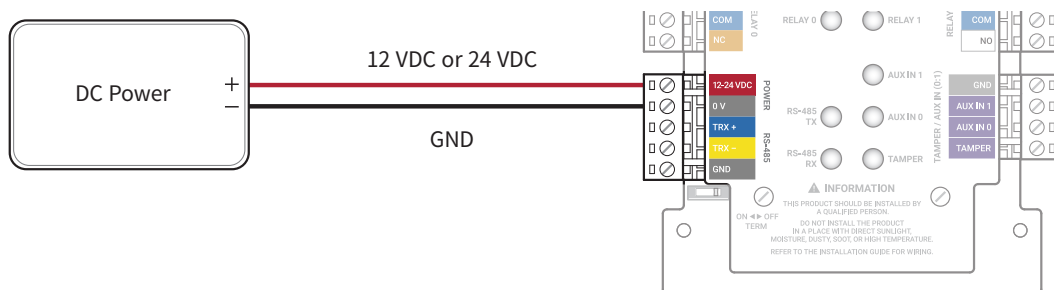 DC Power
+
−
12 VDC or 24 VDC
GND
COM
NC
RELAY 0
RELAY 0
RELAY 1
RELAY
COM
NO
12-24 VDC
0 V
TRX +
TRX −
GND
POWER
RS-485
RS-485
TX
RS-485
RX
AUX IN 1
AUX IN 0
TAMPER
TAMPER / AUX IN (0:1)
GND
AUX IN 1
AUX IN 0
TAMPER
ON ◂▸ OFF
TERM
INFORMATION
THIS PRODUCT SHOULD BE INSTALLED BY
A QUALIFIED PERSON.
DO NOT INSTALL THE PRODUCT
IN A PLACE WITH DIRECT SUNLIGHT,
MOISTURE, DUSTY, SOOT, OR HIGH TEMPERATURE.
REFER TO THE INSTALLATION GUIDE FOR WIRING.